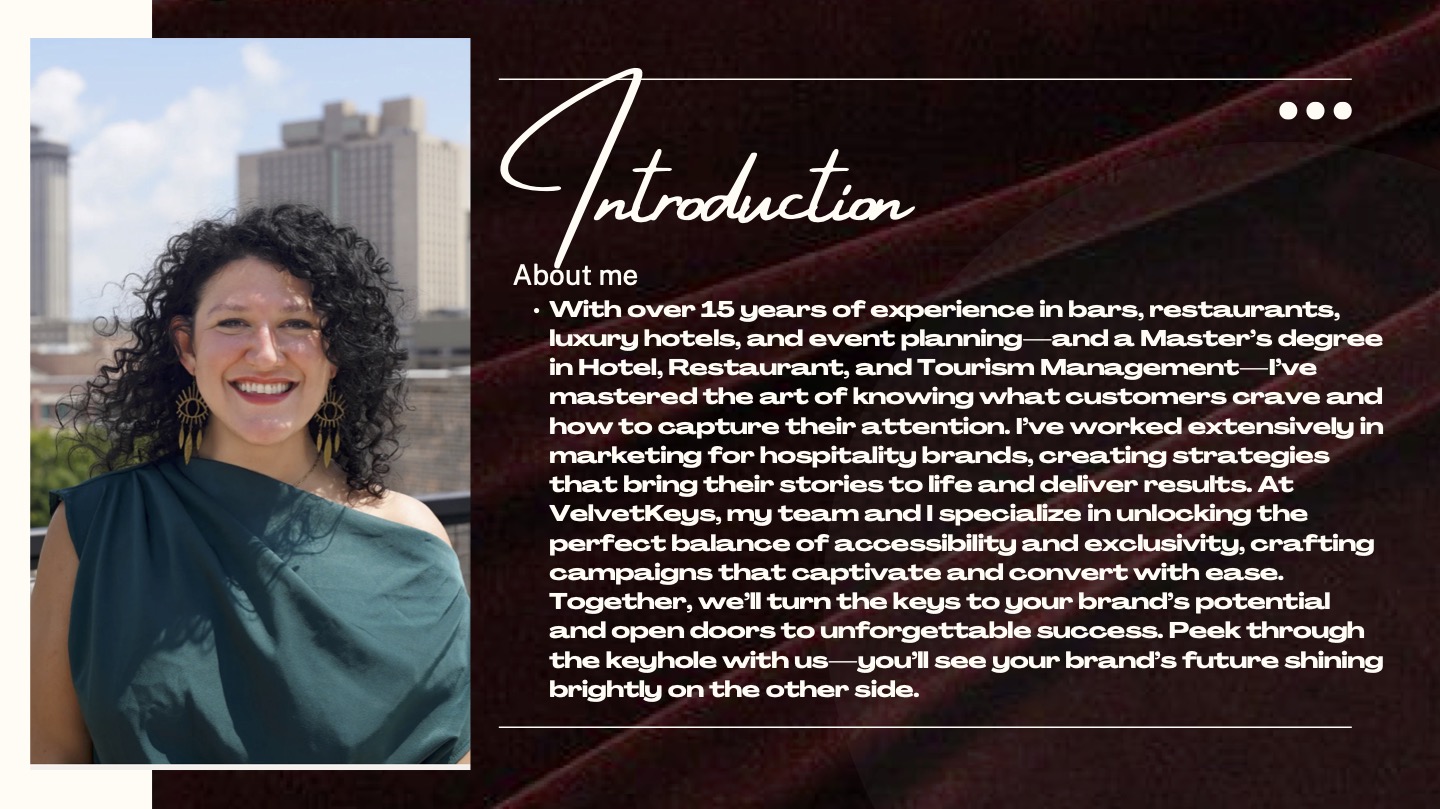 Introduction
About me
• With over 15 years of experience in bars, restaurants,
luxury hotels, and event planning—and a Master’s degree
in Hotel, Restaurant, and Tourism Management—I’ve
mastered the art of knowing what customers crave and
how to capture their attention. I’ve worked extensively in
marketing for hospitality brands, creating strategies
that bring their stories to life and deliver results. At
VelvetKeys, my team and I specialize in unlocking the
perfect balance of accessibility and exclusivity, crafting
campaigns that captivate and convert with ease.
Together, we’ll turn the keys to your brand’s potential
and open doors to unforgettable success. Peek through
the keyhole with us—you’ll see your brand’s future shining
brightly on the other side.